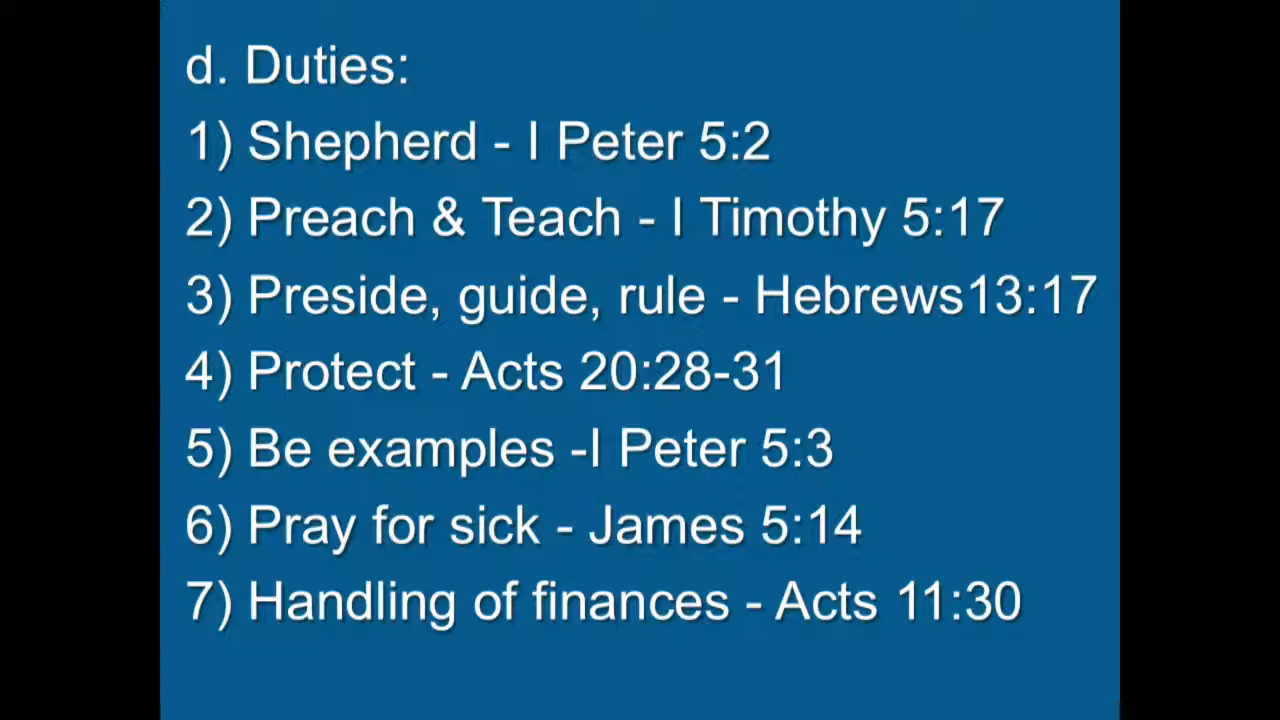 d. Duties:
1) Shepherd - I Peter 5:2
2) Preach & Teach - I Timothy 5:17
3) Preside, guide, rule - Hebrews13:17
4) Protect - Acts 20:28-31
5) Be examples -I Peter 5:3
6) Pray for sick - James 5:14
7) Handling of finances - Acts 11:30